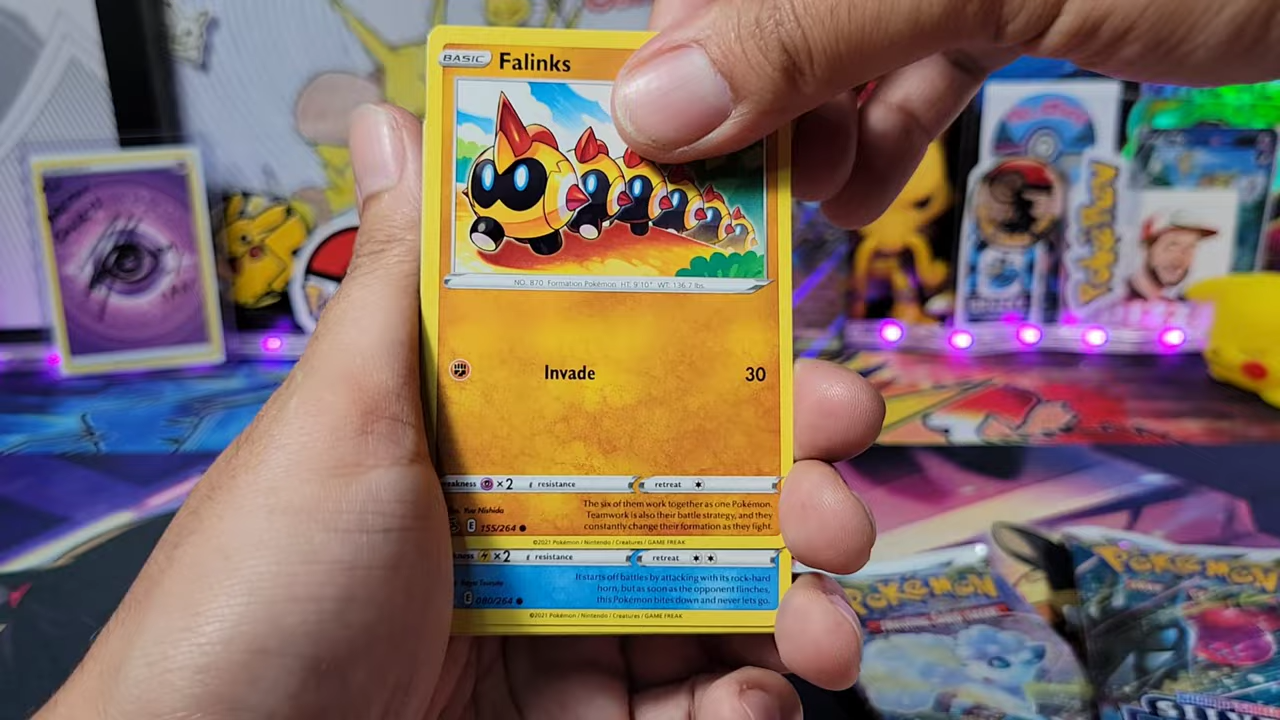 BASIC Falinks
NO. 870 Formation Pokémon. HT: 9'10" WT: 136.7 lbs.
Invade 30
weakness ×2 resistance retreat
The six of them work together as one Pokémon.
Teamwork is also their battle strategy, and they
constantly change their formation as they fight.
Yuu Nishida
E 155/264
©2021 Pokémon / Nintendo / Creatures / GAME FREAK
×2 resistance retreat
It starts off battles by attacking with its rock-hard
horn, but as soon as the opponent flinches,
this Pokémon bites down and never lets go.
E 080/264
©2021 Pokémon / Nintendo / Creatures / GAME FREAK
POKÉMON
POKÉMON